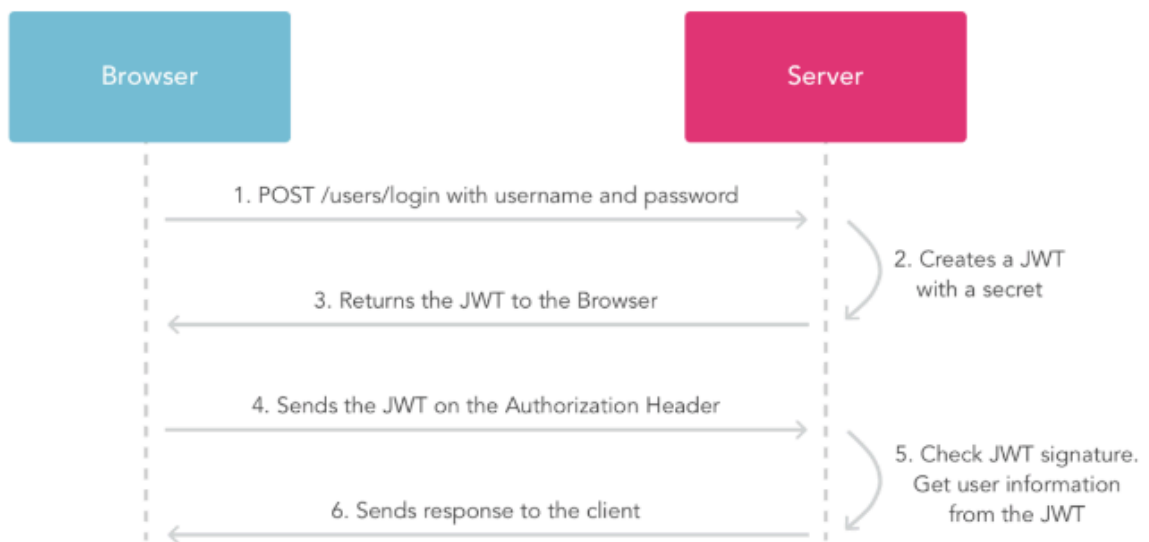 Browser
Server
1. POST /users/login with username and password
2. Creates a JWT
with a secret
3. Returns the JWT to the Browser
4. Sends the JWT on the Authorization Header
5. Check JWT signature.
Get user information
from the JWT
6. Sends response to the client